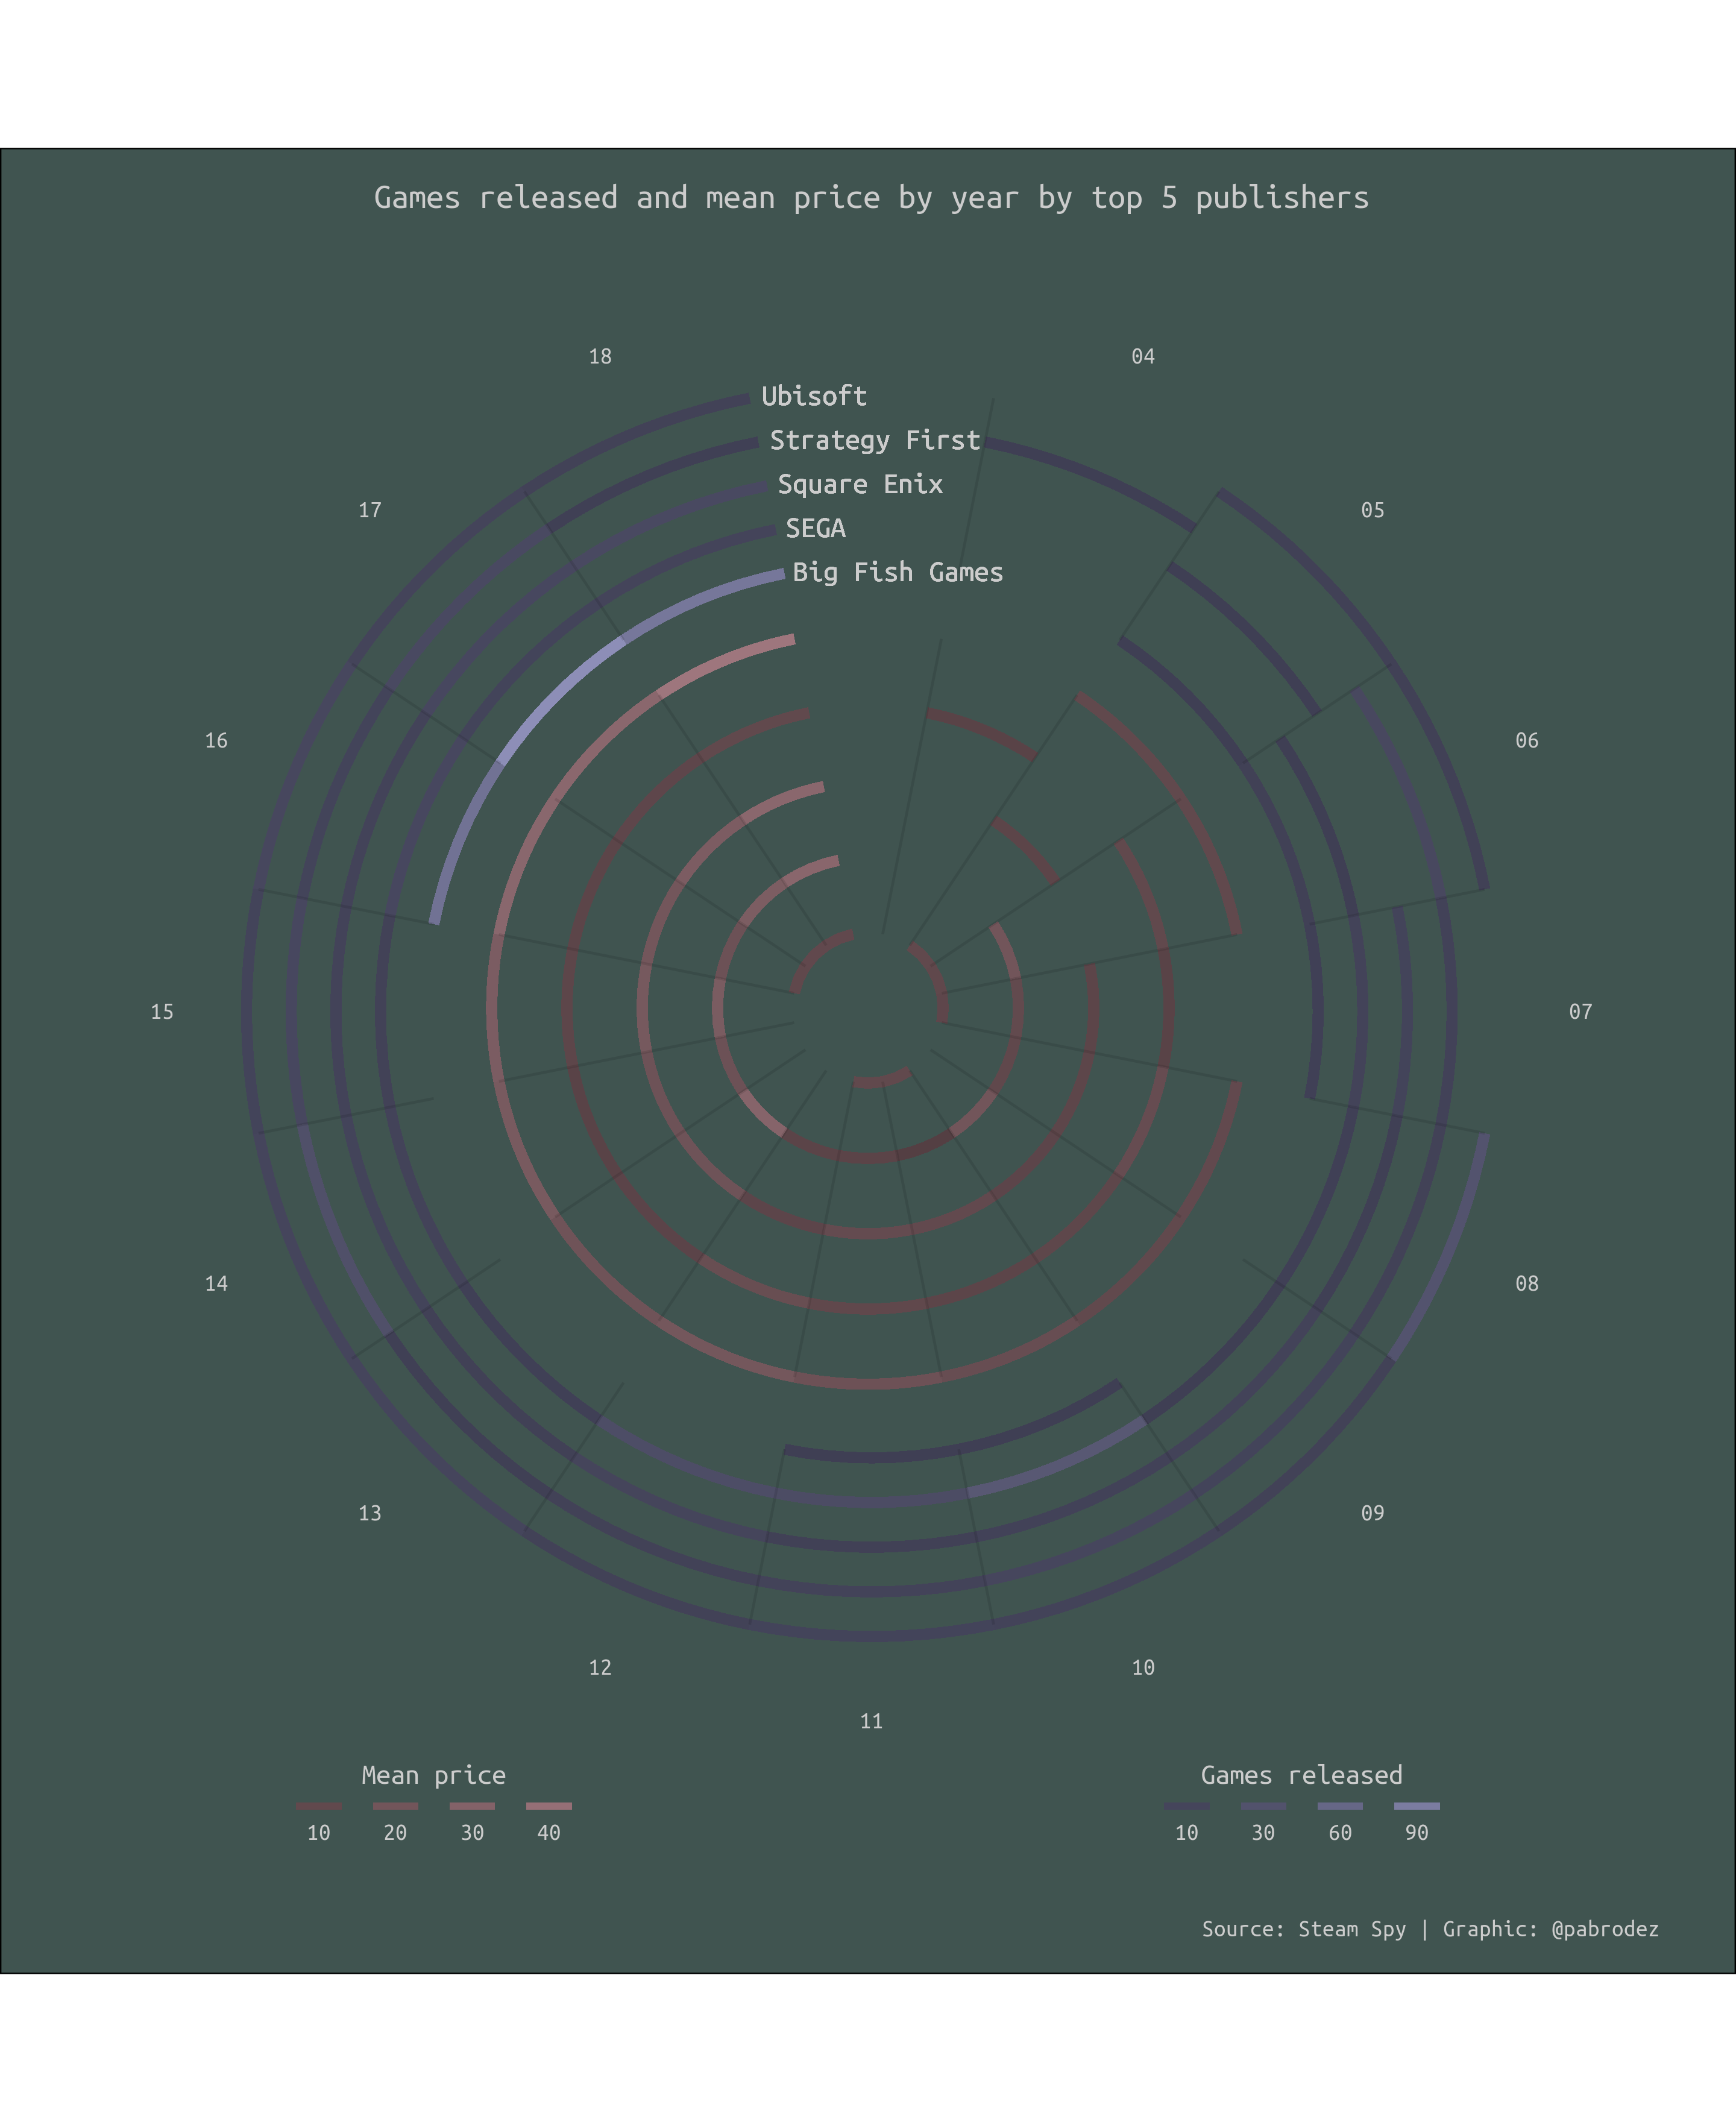 Games released and mean price by year by top 5 publishers
18
04
Ubisoft
Strategy First
Square Enix
SEGA
Big Fish Games
17
05
16
06
15
07
14
08
13
09
12
10
11
Mean price
10 20 30 40
Games released
10 30 60 90
Source: Steam Spy | Graphic: @pabrodez